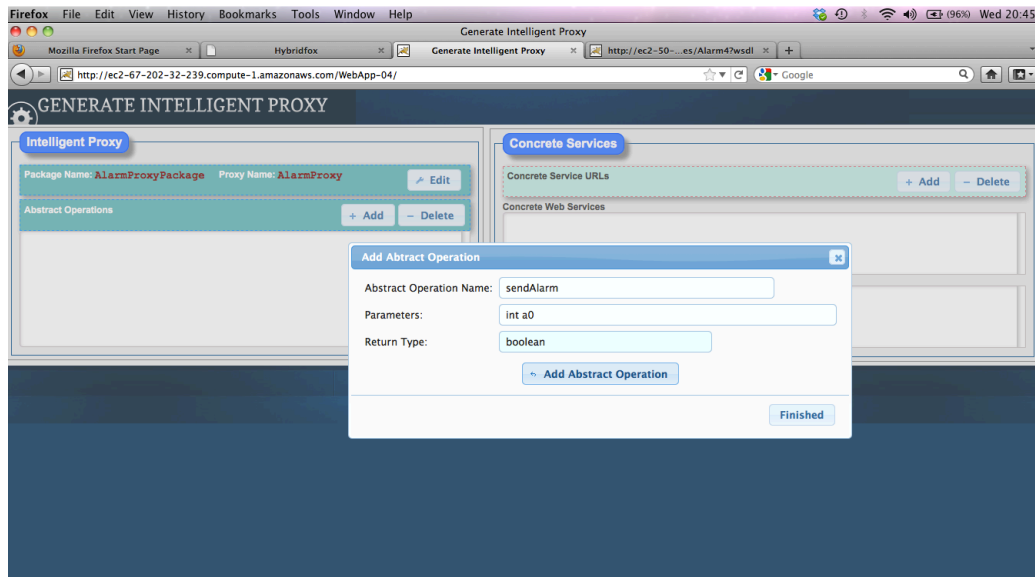 Firefox File Edit View History Bookmarks Tools Window Help (96%) Wed 20:45
Generate Intelligent Proxy
Mozilla Firefox Start Page Hybridfox Generate Intelligent Proxy http://ec2-50-...es/Alarm4?wsdl
http://ec2-67-202-32-239.compute-1.amazonaws.com/WebApp-04/ Google
GENERATE INTELLIGENT PROXY
Intelligent Proxy
Package Name: AlarmProxyPackage Proxy Name: AlarmProxy Edit
Abstract Operations + Add − Delete
Concrete Services
Concrete Service URLs + Add − Delete
Concrete Web Services
Add Abtract Operation
Abstract Operation Name: sendAlarm
Parameters: int a0
Return Type: boolean
Add Abstract Operation
Finished